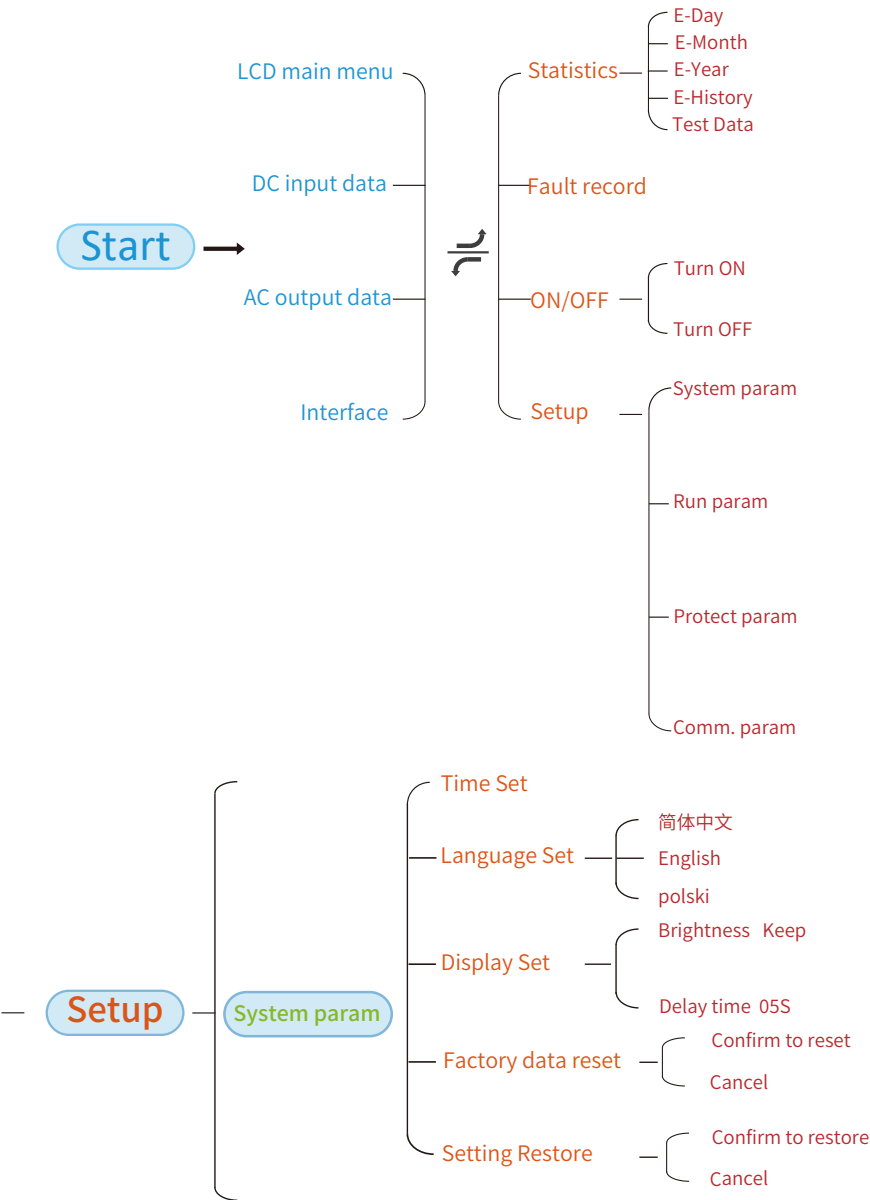 Start
LCD main menu
DC input data
AC output data
Interface
Statistics
E-Day
E-Month
E-Year
E-History
Test Data
Fault record
ON/OFF
Turn ON
Turn OFF
Setup
System param
Run param
Protect param
Comm. param
Setup
System param
Time Set
Language Set
简体中文
English
polski
Display Set
Brightness Keep
Delay time 05S
Factory data reset
Confirm to reset
Cancel
Setting Restore
Confirm to restore
Cancel